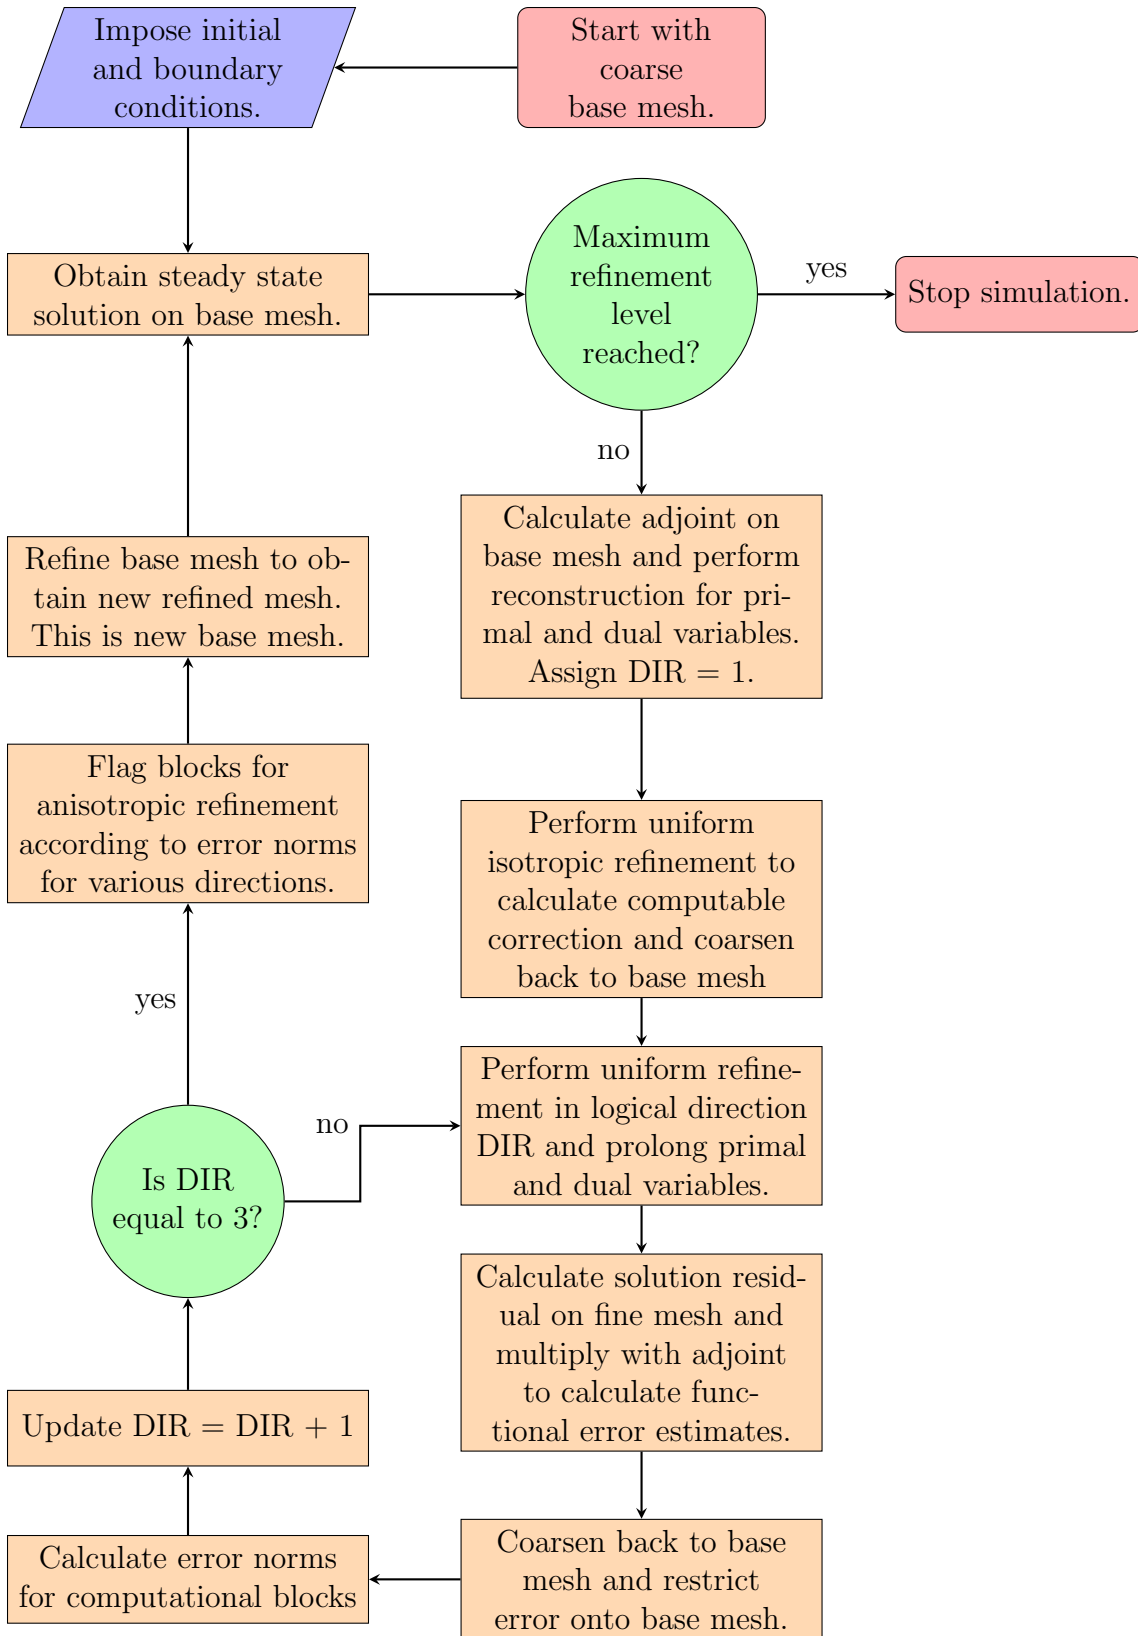 Impose initial
and boundary
conditions.
Start with
coarse
base mesh.
Obtain steady state
solution on base mesh.
Maximum
refinement
level
reached?
yes
Stop simulation.
no
Calculate adjoint on
base mesh and perform
reconstruction for pri-
mal and dual variables.
Assign DIR = 1.
Refine base mesh to ob-
tain new refined mesh.
This is new base mesh.
Flag blocks for
anisotropic refinement
according to error norms
for various directions.
Perform uniform
isotropic refinement to
calculate computable
correction and coarsen
back to base mesh
yes
Perform uniform refine-
ment in logical direction
DIR and prolong primal
and dual variables.
no
Is DIR
equal to 3?
Calculate solution resid-
ual on fine mesh and
multiply with adjoint
to calculate func-
tional error estimates.
Update DIR = DIR + 1
Coarsen back to base
mesh and restrict
error onto base mesh.
Calculate error norms
for computational blocks